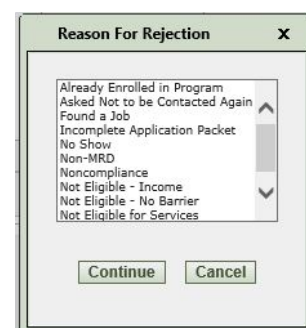 Reason For Rejection X
Already Enrolled in Program
Asked Not to be Contacted Again
Found a Job
Incomplete Application Packet
No Show
Non-MRD
Noncompliance
Not Eligible - Income
Not Eligible - No Barrier
Not Eligible for Services
Continue Cancel